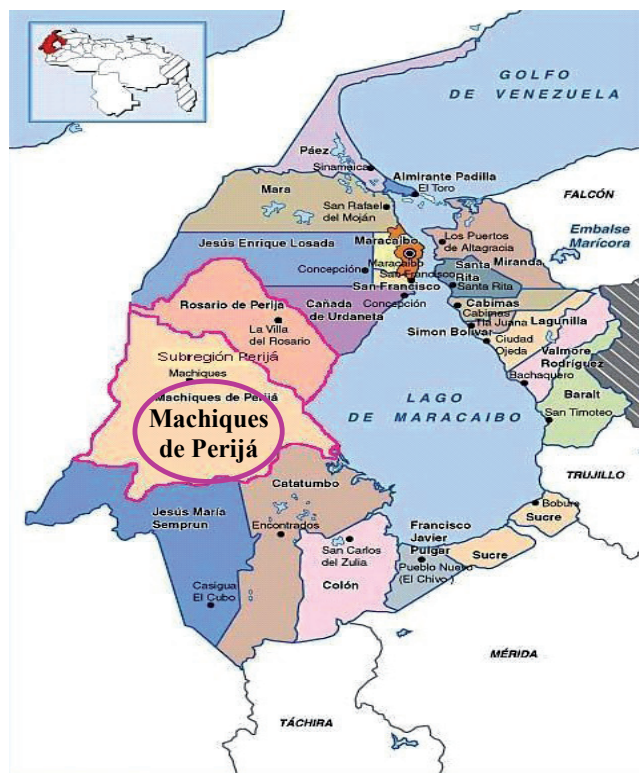 GOLFO
DE VENEZUELA
Páez
Sinamaica
Almirante Padilla
El Toro
Mara
San Rafael
del Moján
FALCÓN
Embalse
Marícora
Los Puertos
de Altagracia
Miranda
Maracaibo
Maracaibo
Jesús Enrique Losada
Concepción
San Francisco
San Francisco
Santa
Rita
Santa Rita
Rosario de Perija
La Villa
del Rosario
Cañada
de Urdaneta
Concepción
Cabimas
Cabimas
Tía Juana
Simon Bolivar
Lagunilla
Ciudad
Ojeda
Valmore
Rodríguez
Bachaquero
Baralt
San Timoteo
Subregión Perijá
Machiques
Machiques de Perijá
Machiques
de Perijá
LAGO
DE MARACAIBO
TRUJILLO
Catatumbo
Encontrados
Jesús María
Semprun
Casigua
El Cubo
San Carlos
del Zulia
Colón
Francisco
Javier
Pulgar
Pueblo Nuevo
(El Chivo)
Sucre
Bobure
Sucre
MÉRIDA
TÁCHIRA